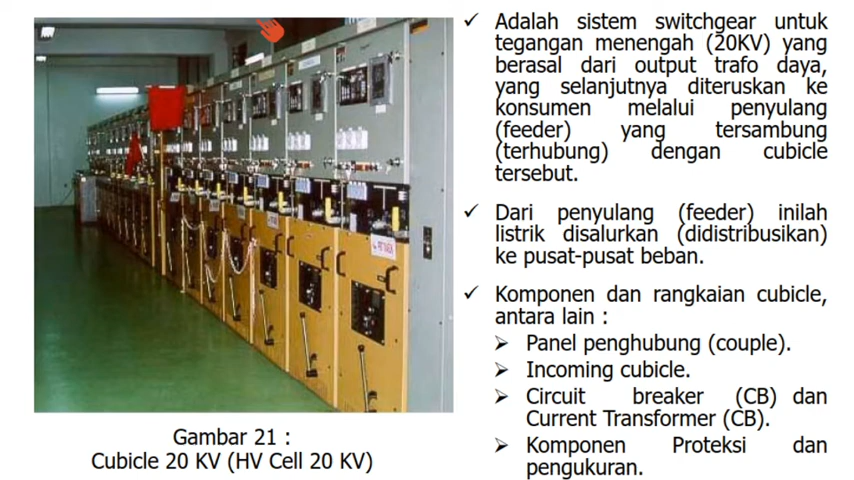 ✓ Adalah sistem switchgear untuk
tegangan menengah (20KV) yang
berasal dari output trafo daya,
yang selanjutnya diteruskan ke
konsumen melalui penyulang
(feeder) yang tersambung
(terhubung) dengan cubicle
tersebut.
✓ Dari penyulang (feeder) inilah
listrik disalurkan (didistribusikan)
ke pusat-pusat beban.
✓ Komponen dan rangkaian cubicle,
antara lain :
➢ Panel penghubung (couple).
➢ Incoming cubicle.
➢ Circuit breaker (CB) dan
Current Transformer (CB).
➢ Komponen Proteksi dan
pengukuran.
Gambar 21 :
Cubicle 20 KV (HV Cell 20 KV)